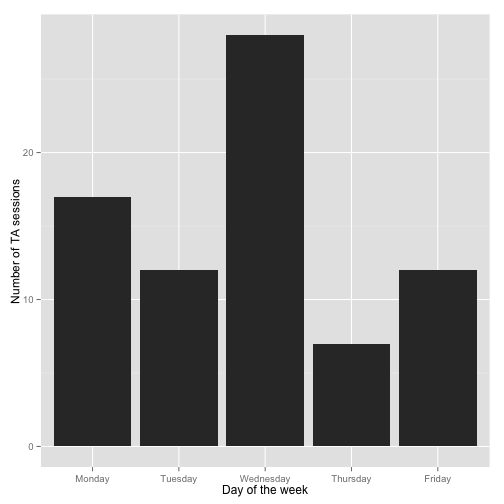 Number of TA sessions
20
10
0
Monday Tuesday Wednesday Thursday Friday
Day of the week